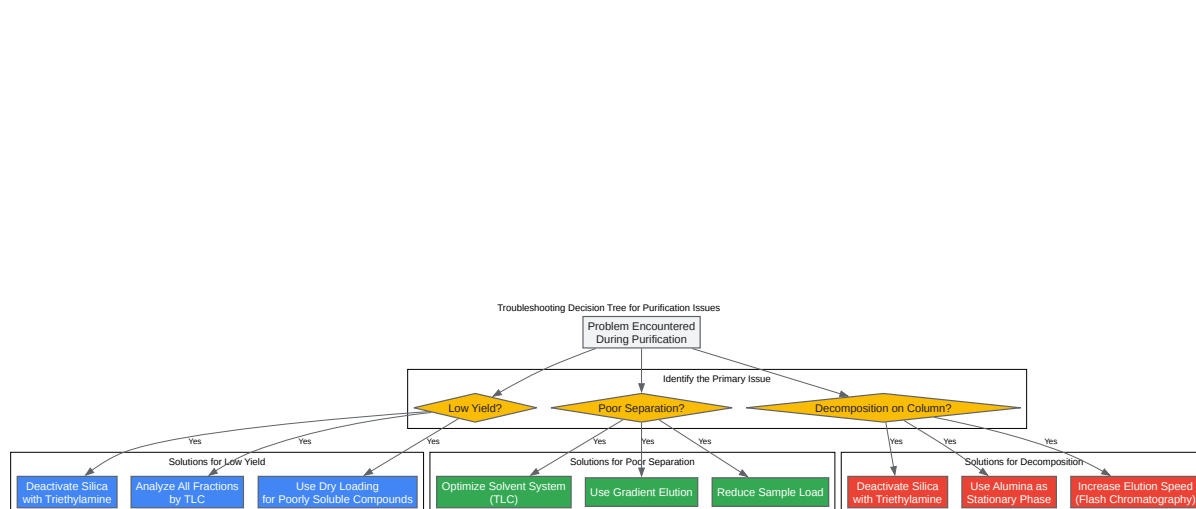 Troubleshooting Decision Tree for Purification Issues
Problem Encountered
During Purification
Identify the Primary Issue
Low Yield?
Poor Separation?
Decomposition on Column?
Yes
Yes
Yes
Yes
Yes
Yes
Yes
Yes
Yes
Solutions for Low Yield
Solutions for Poor Separation
Solutions for Decomposition
Deactivate Silica
with Triethylamine
Analyze All Fractions
by TLC
Use Dry Loading
for Poorly Soluble Compounds
Optimize Solvent System
(TLC)
Use Gradient Elution
Reduce Sample Load
Deactivate Silica
with Triethylamine
Use Alumina as
Stationary Phase
Increase Elution Speed
(Flash Chromatography)